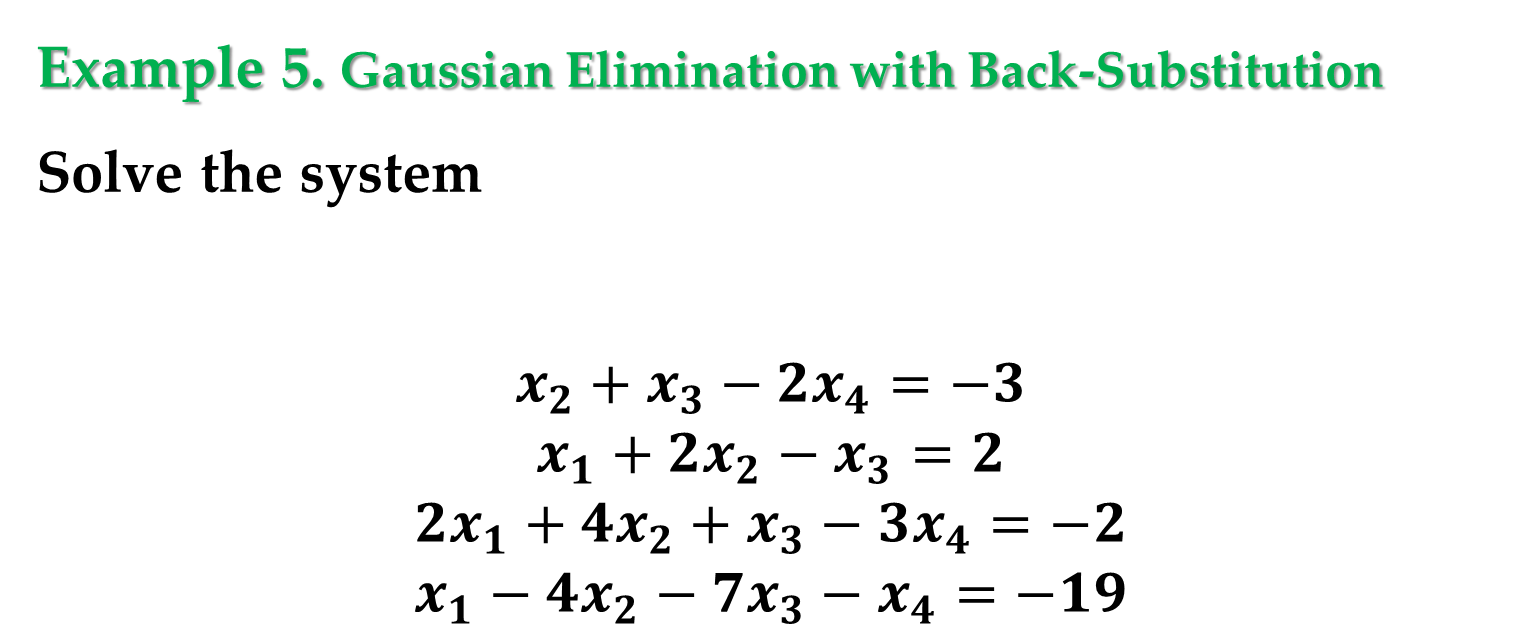 Example 5. Gaussian Elimination with Back-Substitution
Solve the system
x₂ + x₃ − 2x₄ = −3
x₁ + 2x₂ − x₃ = 2
2x₁ + 4x₂ + x₃ − 3x₄ = −2
x₁ − 4x₂ − 7x₃ − x₄ = −19